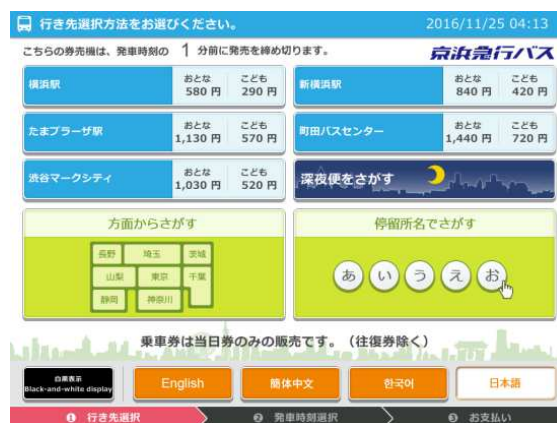 行き先選択方法をお選びください。
2016/11/25 04:13
こちらの券売機は、発車時刻の 1 分前に発売を締め切ります。
京浜急行バス
横浜駅 おとな 580 円 こども 290 円
新横浜駅 おとな 840 円 こども 420 円
たまプラーザ駅 おとな 1,130 円 こども 570 円
町田バスセンター おとな 1,440 円 こども 720 円
渋谷マークシティ おとな 1,030 円 こども 520 円
深夜便をさがす
方面からさがす
長野 埼玉 茨城
山梨 東京 千葉
静岡 神奈川
停留所名でさがす
あ い う え お
乗車券は当日券のみの販売です。（往復券除く）
白黒表示
Black-and-white display
English
简体中文
한국어
日本語
❶ 行き先選択
❷ 発車時刻選択
❸ お支払い